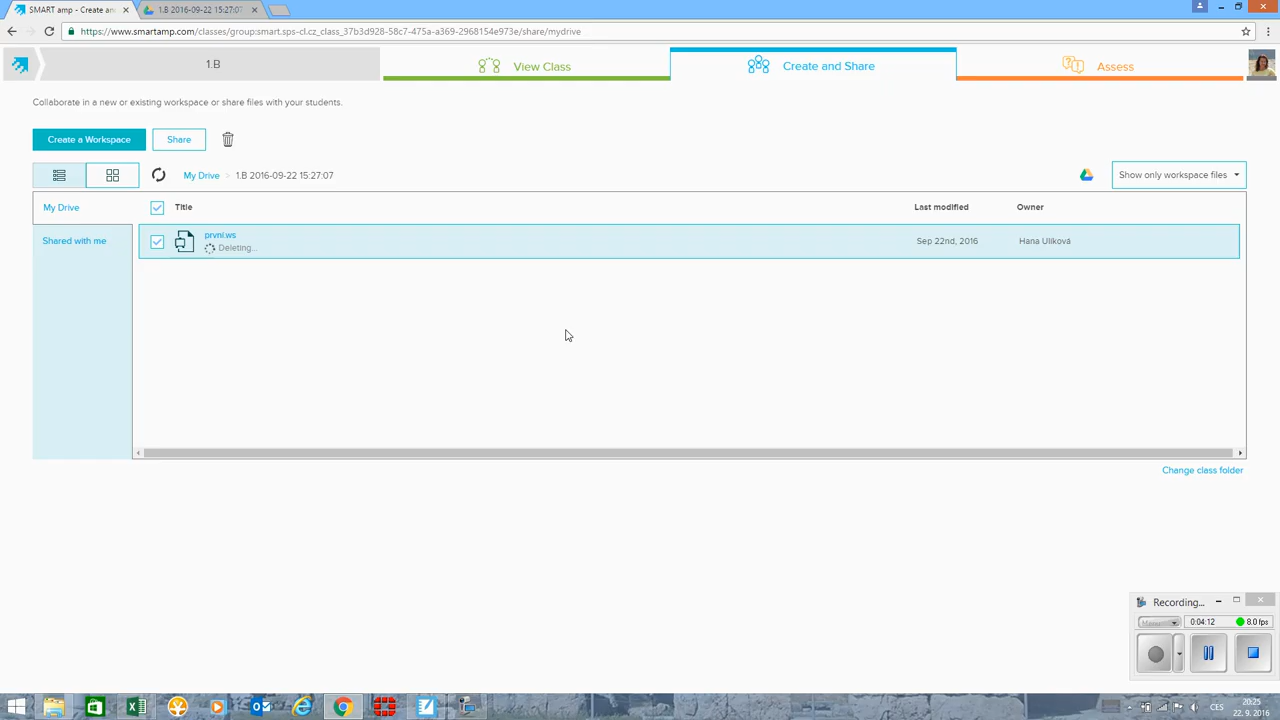 SMART amp - Create an
1.B 2016-09-22 15:27:07
https://www.smartamp.com/classes/group:smart.sps-cl.cz_class_37b3d928-58c7-475a-a369-2968154e973e/share/mydrive
1.B
View Class
Create and Share
Assess
Collaborate in a new or existing workspace or share files with your students.
Create a Workspace
Share
My Drive > 1.B 2016-09-22 15:27:07
Show only workspace files
My Drive
Title
Last modified
Owner
Shared with me
prvni.ws
Deleting...
Sep 22nd, 2016
Hana Ulíková
Change class folder
Recording...
0:04:12
8.0 fps
CES
20:25
22. 9. 2016